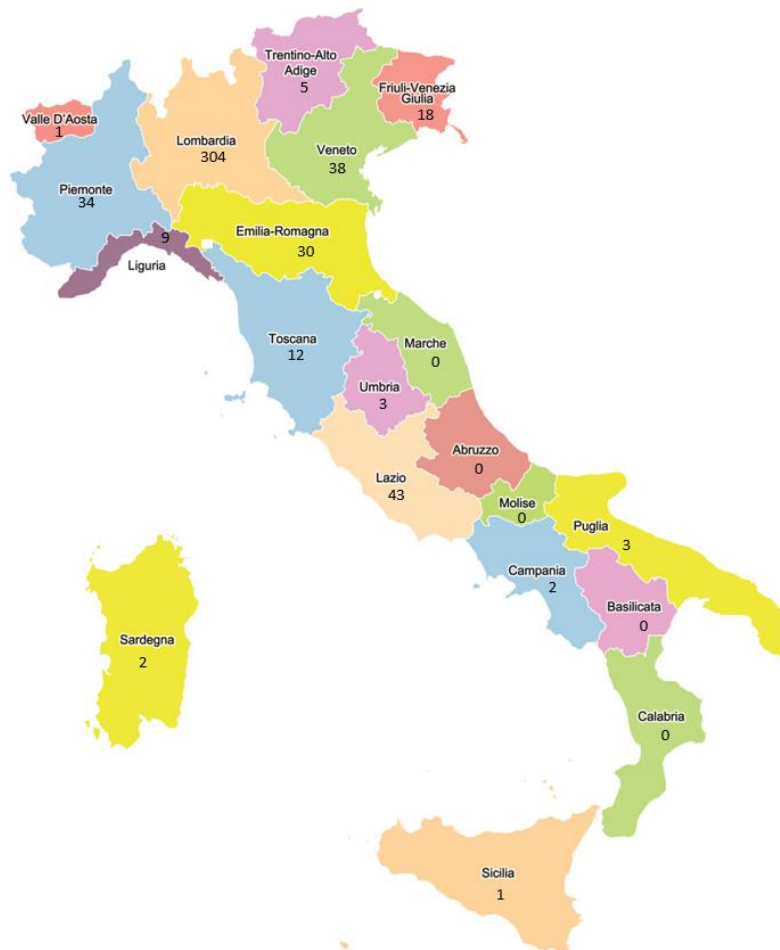 Trentino-Alto
Adige
5
Friuli-Venezia
Giulia
18
Valle D'Aosta
1
Lombardia
304
Veneto
38
Piemonte
34
9
Liguria
Emilia-Romagna
30
Toscana
12
Marche
0
Umbria
3
Abruzzo
0
Lazio
43
Molise
0
Puglia
3
Campania
2
Basilicata
0
Sardegna
2
Calabria
0
Sicilia
1